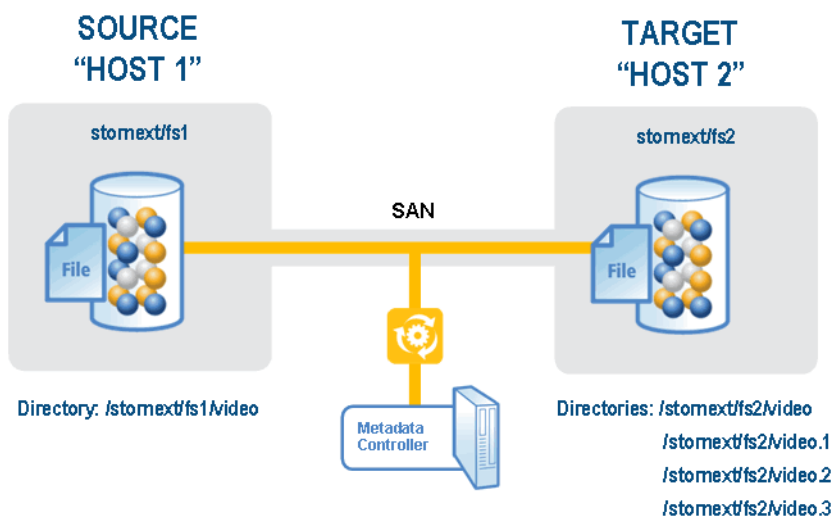 SOURCE
“HOST 1”
TARGET
“HOST 2”
stornext/fs1
stornext/fs2
SAN
File
File
Directory: /stornext/fs1/video
Metadata
Controller
Directories: /stornext/fs2/video
/stornext/fs2/video.1
/stornext/fs2/video.2
/stornext/fs2/video.3